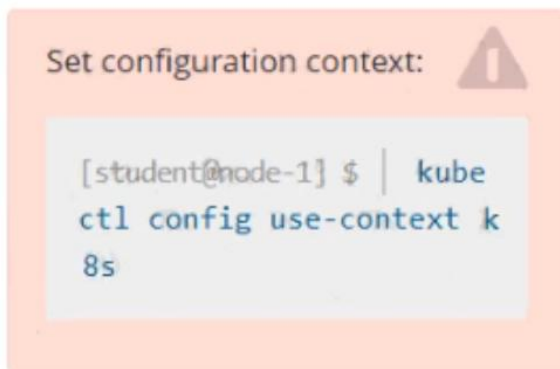 Set configuration context:
[student@node-1] $ | kube
ctl config use-context k
8s